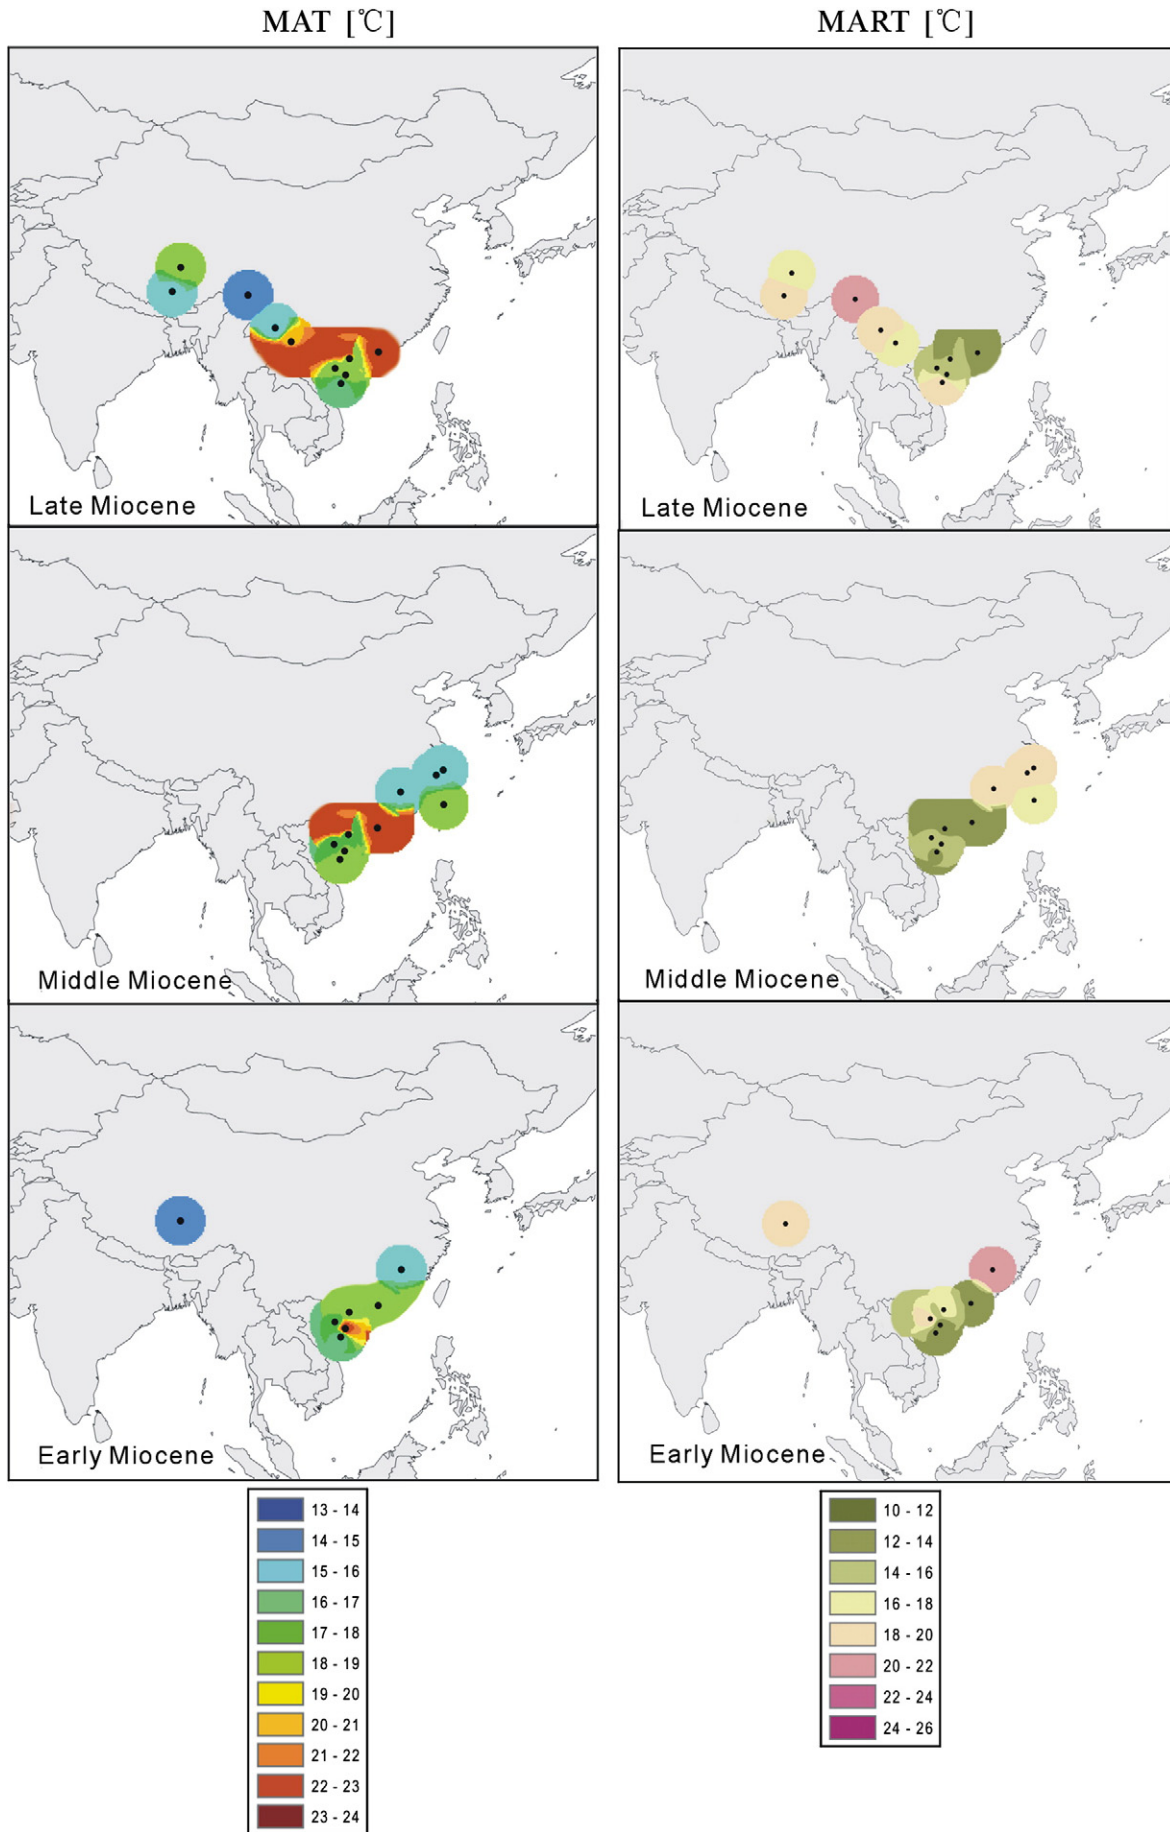 MAT [℃]
MART [℃]
Late Miocene
Late Miocene
Middle Miocene
Middle Miocene
Early Miocene
Early Miocene
13 - 14
14 - 15
15 - 16
16 - 17
17 - 18
18 - 19
19 - 20
20 - 21
21 - 22
22 - 23
23 - 24
10 - 12
12 - 14
14 - 16
16 - 18
18 - 20
20 - 22
22 - 24
24 - 26